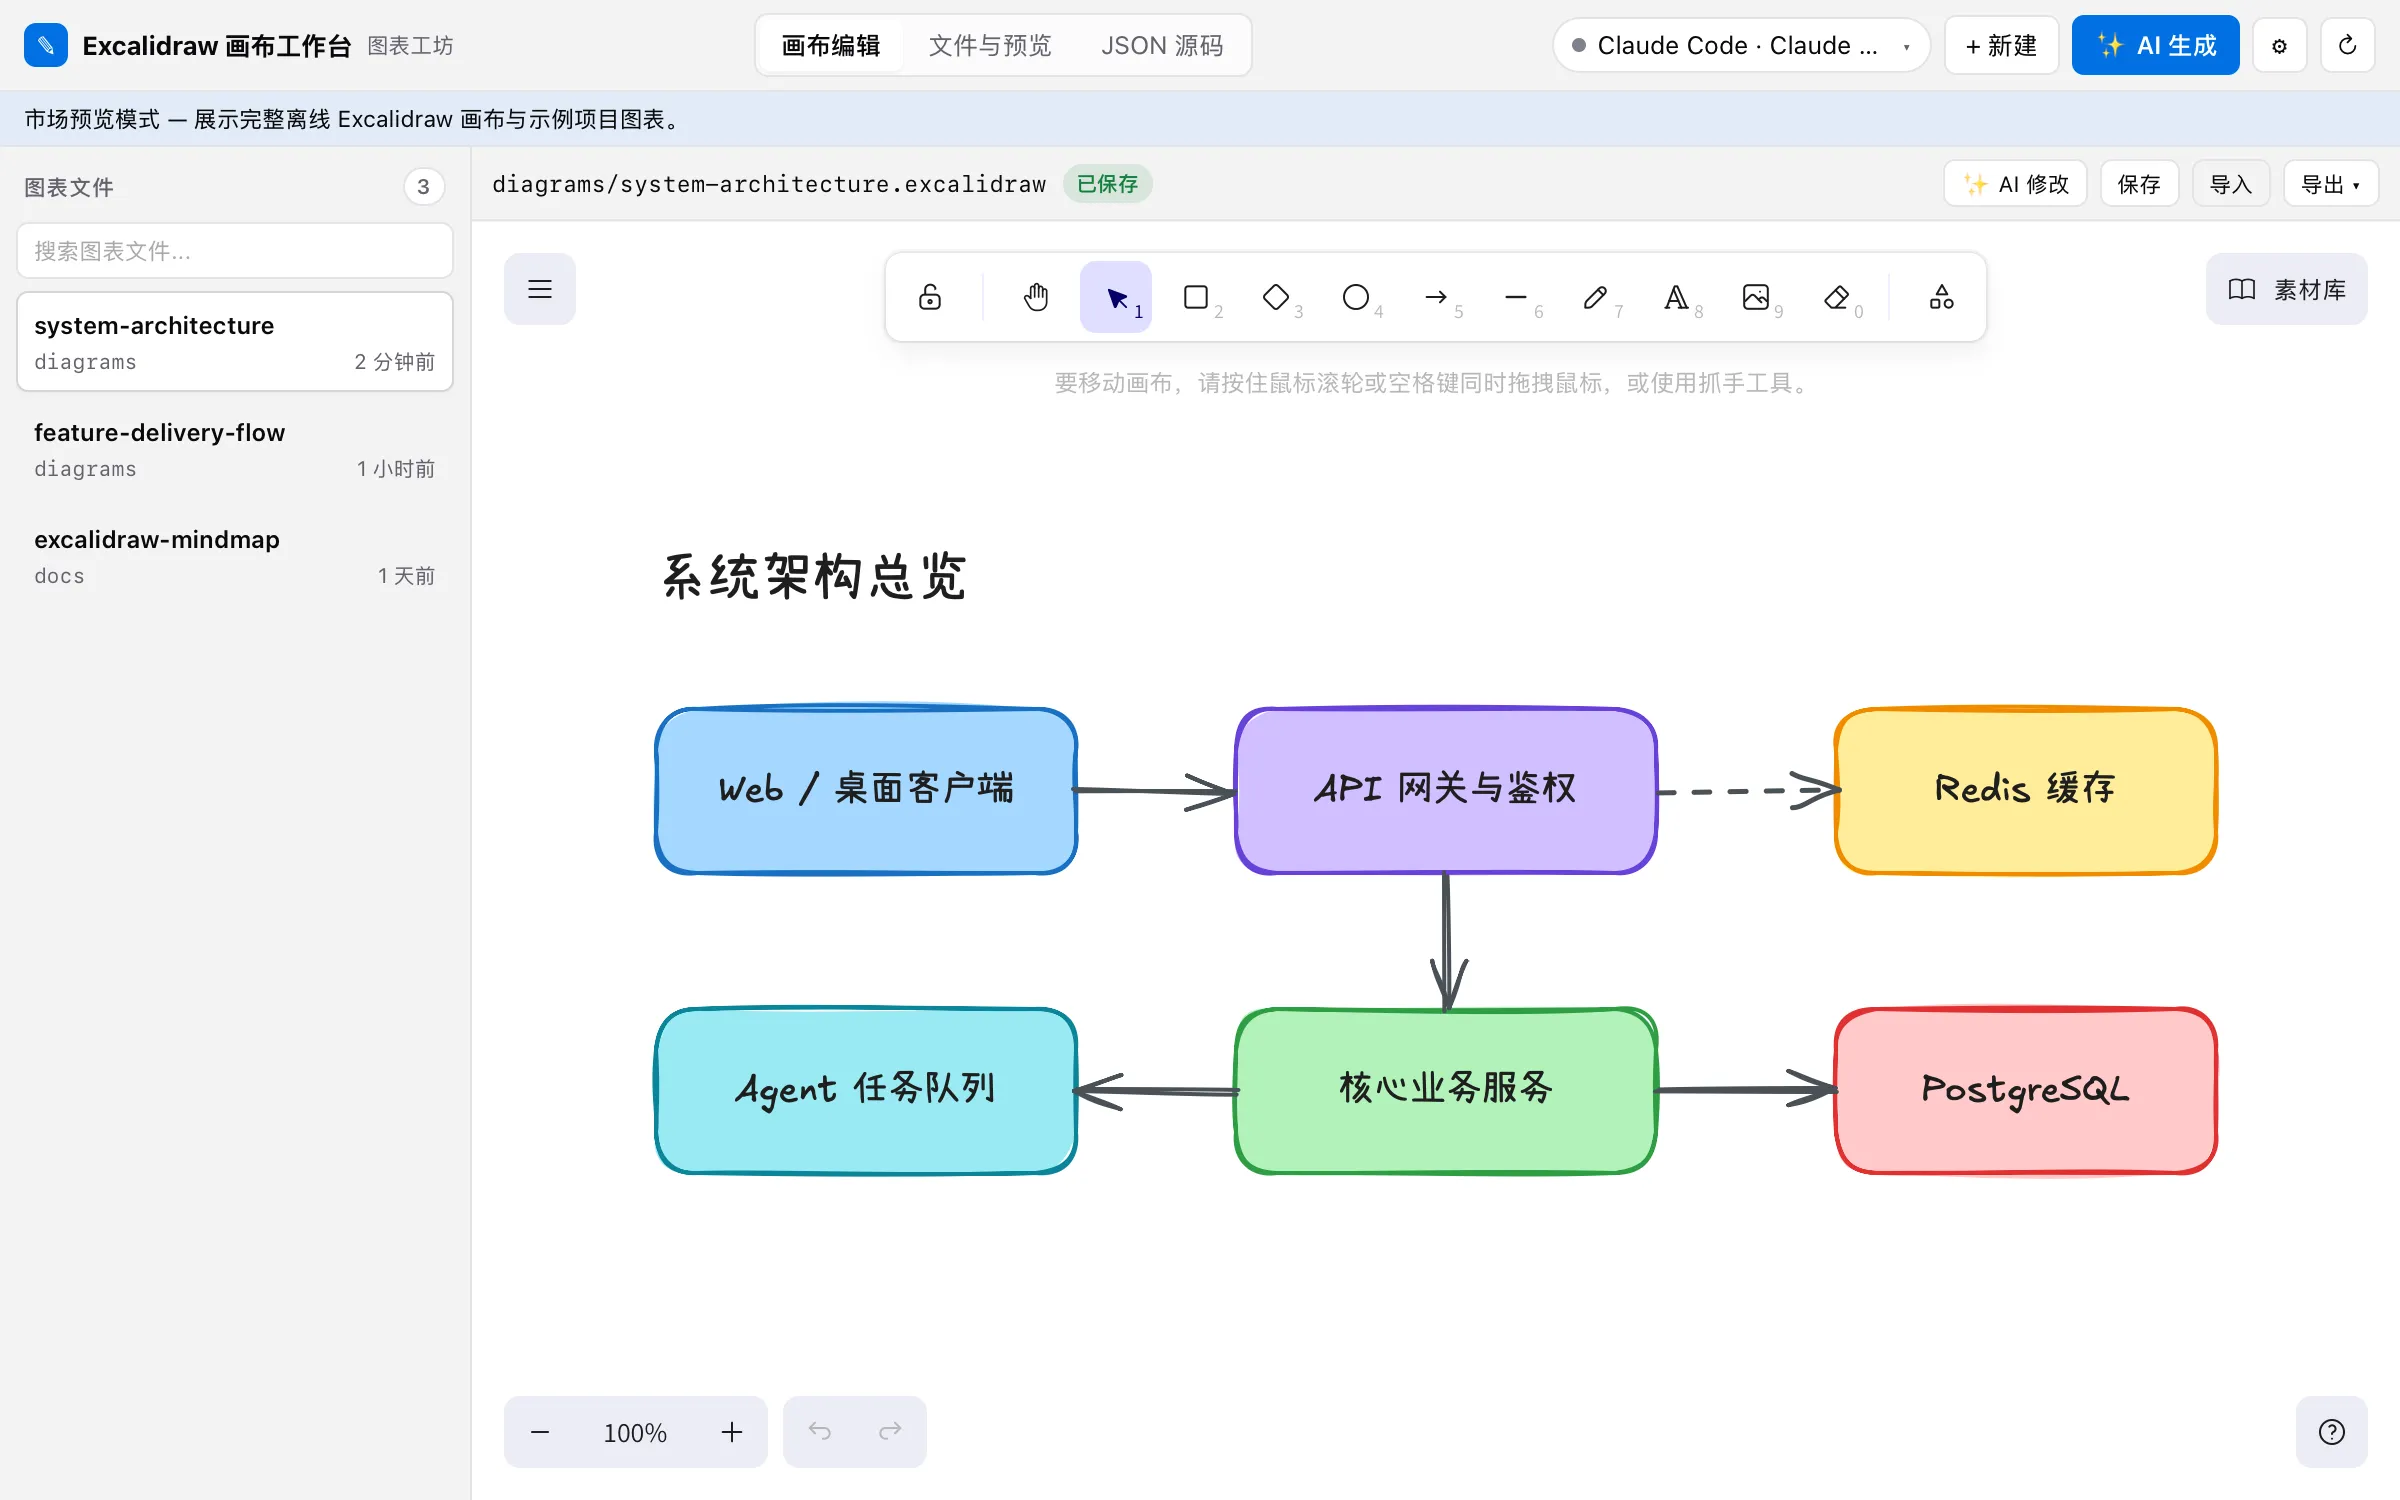 Excalidraw 画布工作台 图表工坊
画布编辑 文件与预览 JSON 源码
Claude Code · Claude ...
+ 新建
✨ AI 生成
市场预览模式 — 展示完整离线 Excalidraw 画布与示例项目图表。
图表文件 3
搜索图表文件...
system-architecture
diagrams 2 分钟前
feature-delivery-flow
diagrams 1 小时前
excalidraw-mindmap
docs 1 天前
diagrams/system-architecture.excalidraw 已保存
✨ AI 修改 保存 导入 导出
1 2 3 4 5 6 7 8 9 0
素材库
要移动画布，请按住鼠标滚轮或空格键同时拖拽鼠标，或使用抓手工具。
系统架构总览
Web / 桌面客户端
API 网关与鉴权
Redis 缓存
Agent 任务队列
核心业务服务
PostgreSQL
100%